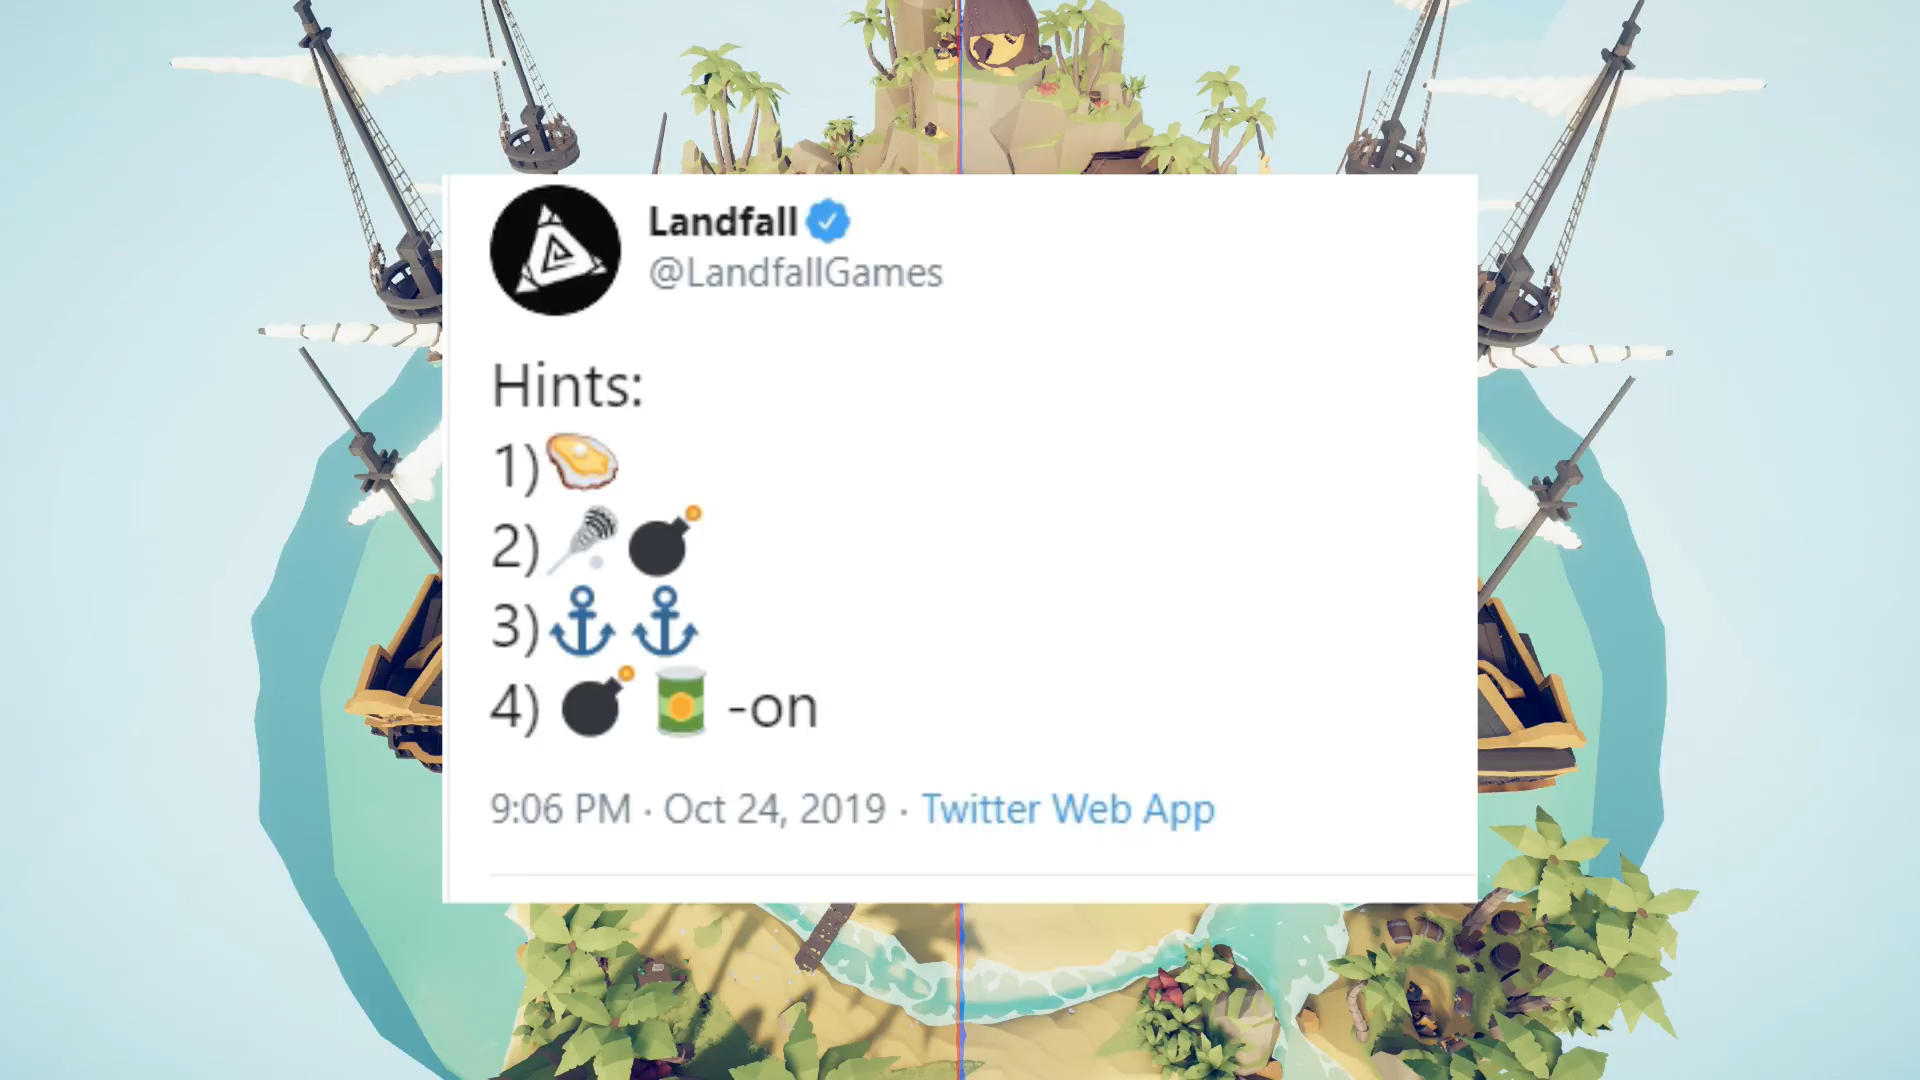 Landfall
@LandfallGames
Hints:
1)🦪
2)🥍💣
3)⚓⚓
4) 💣 🥫 -on
9:06 PM · Oct 24, 2019 · Twitter Web App